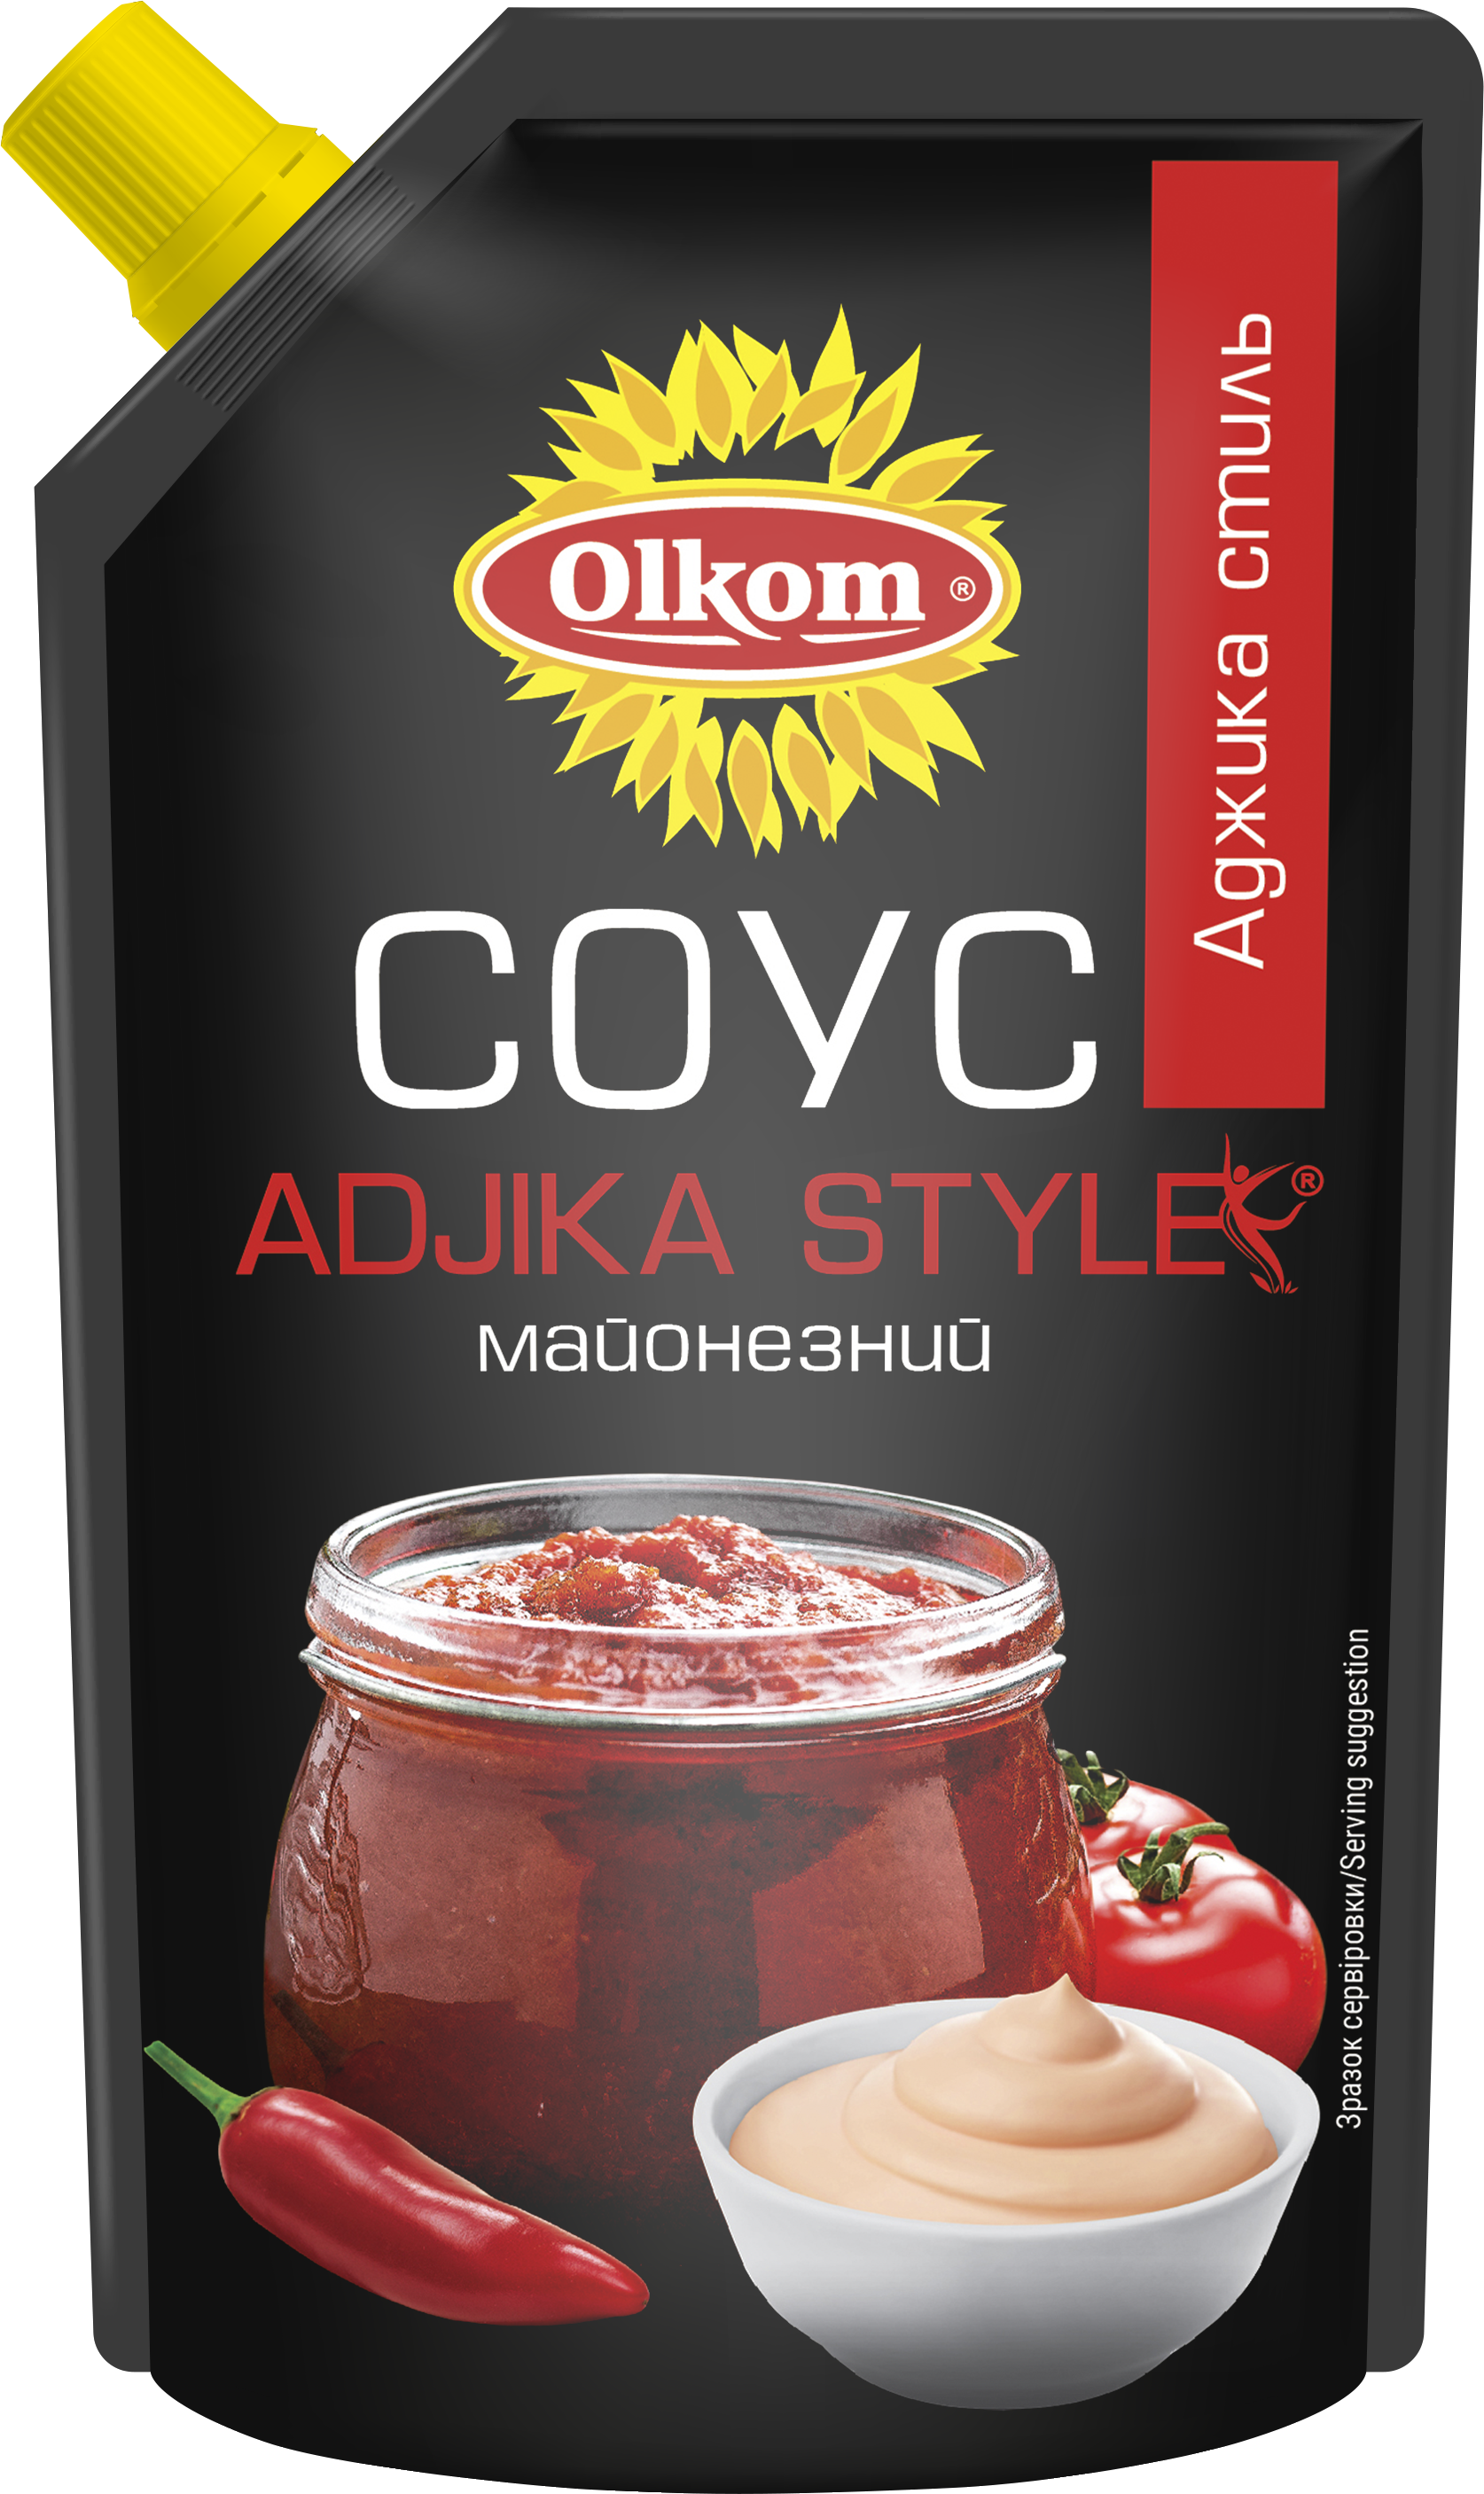 Olkom ®
Аджика стиль
СОУС
ADJIKA STYLE ®
майонезний
Зразок сервіровки/Serving suggestion